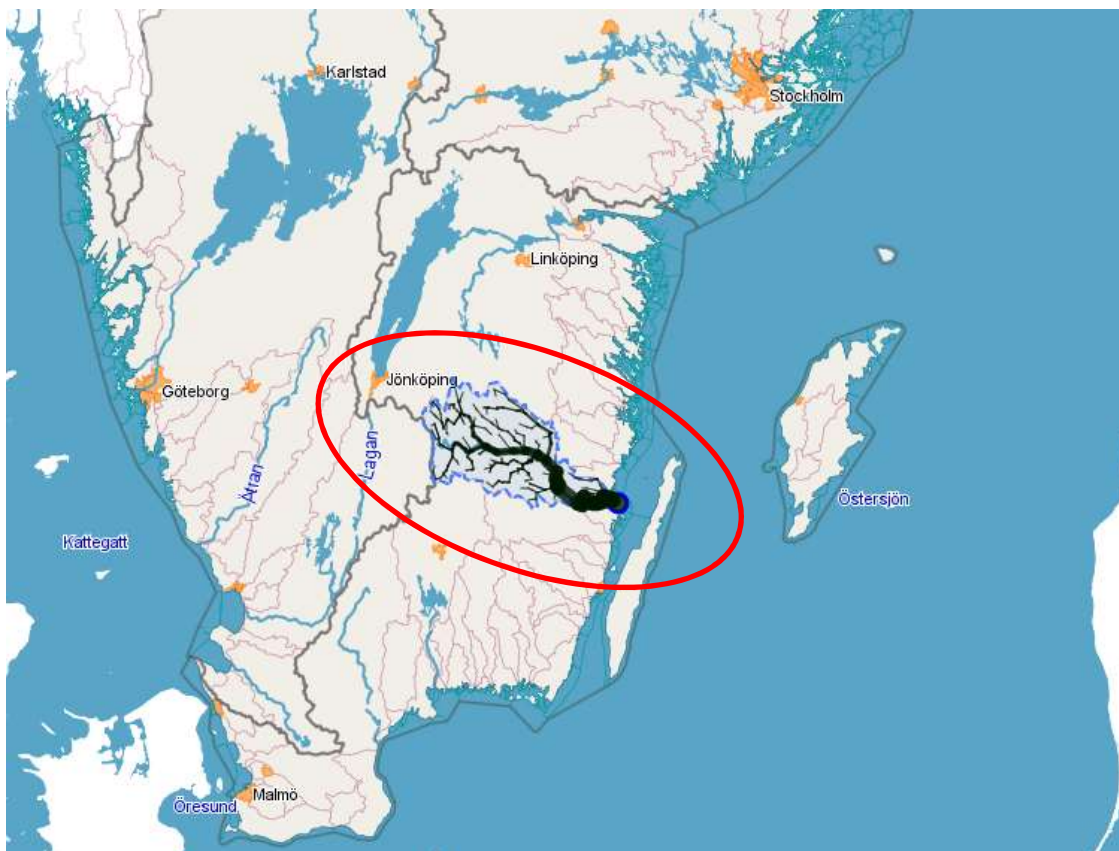 Karlstad
Stockholm
Linköping
Jönköping
Göteborg
Lagan
Ätran
Östersjön
Kattegatt
Öresund
Malmö